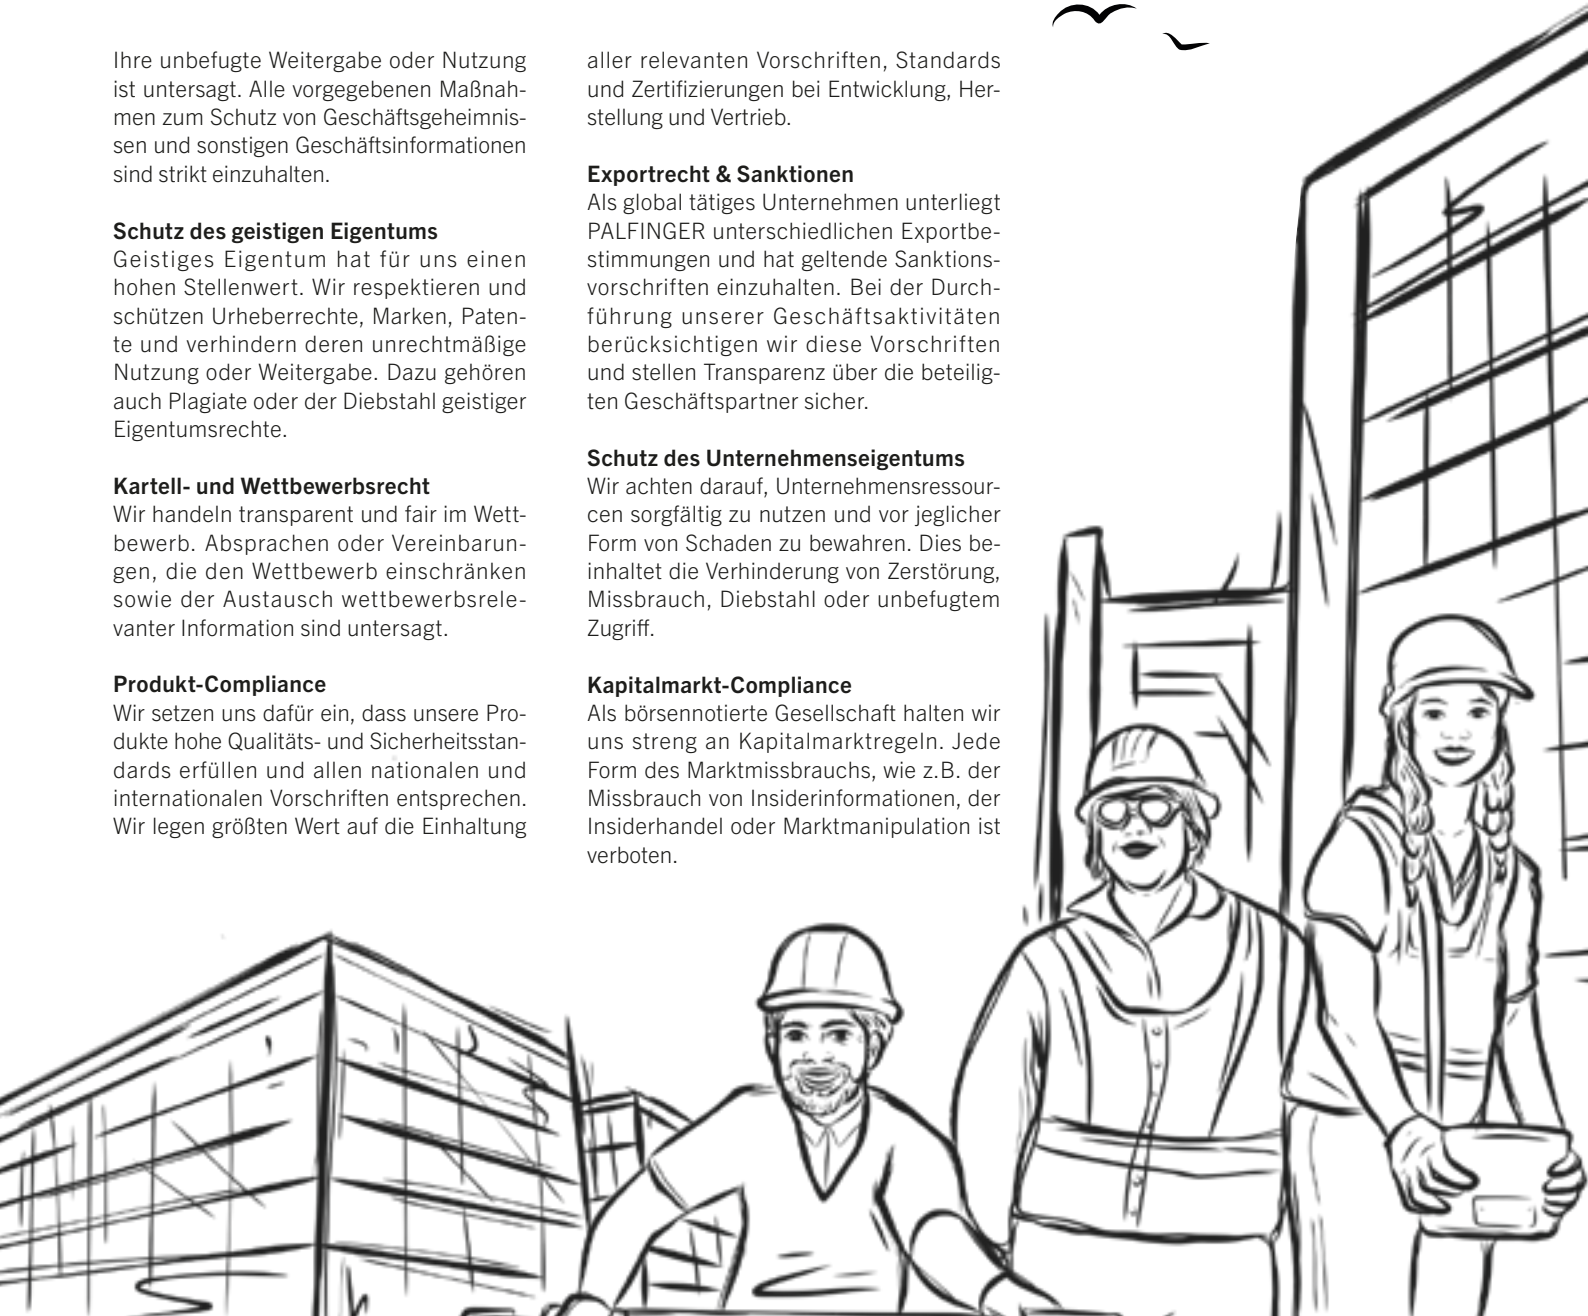 Ihre unbefugte Weitergabe oder Nutzung
ist untersagt. Alle vorgegebenen Maßnah-
men zum Schutz von Geschäftsgeheimnis-
sen und sonstigen Geschäftsinformationen
sind strikt einzuhalten.
Schutz des geistigen Eigentums
Geistiges Eigentum hat für uns einen
hohen Stellenwert. Wir respektieren und
schützen Urheberrechte, Marken, Paten-
te und verhindern deren unrechtmäßige
Nutzung oder Weitergabe. Dazu gehören
auch Plagiate oder der Diebstahl geistiger
Eigentumsrechte.
Kartell- und Wettbewerbsrecht
Wir handeln transparent und fair im Wett-
bewerb. Absprachen oder Vereinbarun-
gen, die den Wettbewerb einschränken
sowie der Austausch wettbewerbsrele-
vanter Information sind untersagt.
Produkt-Compliance
Wir setzen uns dafür ein, dass unsere Pro-
dukte hohe Qualitäts- und Sicherheitsstan-
dards erfüllen und allen nationalen und
internationalen Vorschriften entsprechen.
Wir legen größten Wert auf die Einhaltung
aller relevanten Vorschriften, Standards
und Zertifizierungen bei Entwicklung, Her-
stellung und Vertrieb.
Exportrecht & Sanktionen
Als global tätiges Unternehmen unterliegt
PALFINGER unterschiedlichen Exportbe-
stimmungen und hat geltende Sanktions-
vorschriften einzuhalten. Bei der Durch-
führung unserer Geschäftsaktivitäten
berücksichtigen wir diese Vorschriften
und stellen Transparenz über die beteilig-
ten Geschäftspartner sicher.
Schutz des Unternehmenseigentums
Wir achten darauf, Unternehmensressour-
cen sorgfältig zu nutzen und vor jeglicher
Form von Schaden zu bewahren. Dies be-
inhaltet die Verhinderung von Zerstörung,
Missbrauch, Diebstahl oder unbefugtem
Zugriff.
Kapitalmarkt-Compliance
Als börsennotierte Gesellschaft halten wir
uns streng an Kapitalmarktregeln. Jede
Form des Marktmissbrauchs, wie z.B. der
Missbrauch von Insiderinformationen, der
Insiderhandel oder Marktmanipulation ist
verboten.